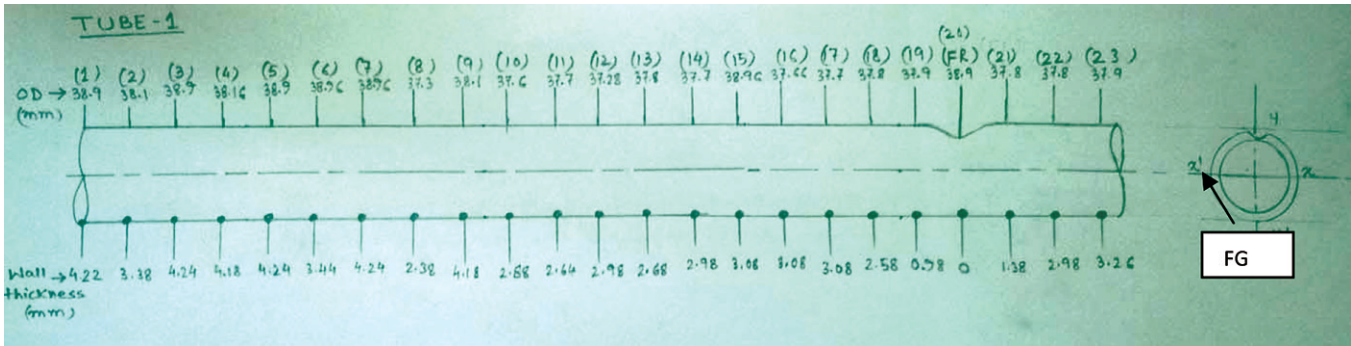 TUBE-1
(1) (2) (3) (4) (5) (6) (7) (8) (9) (10) (11) (12) (13) (14) (15) (16) (17) (18) (19) (20) (FR) (21) (22) (23)
OD → 38.9 38.1 38.9 38.16 38.9 38.96 38.96 37.3 38.1 37.6 37.7 37.28 37.8 37.7 38.96 37.66 37.7 37.8 37.9 38.9 37.8 37.8 37.9
(mm)
y
x' x
FG
Wall → 4.22 3.38 4.24 4.18 4.24 3.44 4.24 2.38 4.18 2.68 2.64 2.98 2.68 2.98 3.08 3.08 3.08 2.58 0.98 0 1.38 2.98 3.26
thickness
(mm)